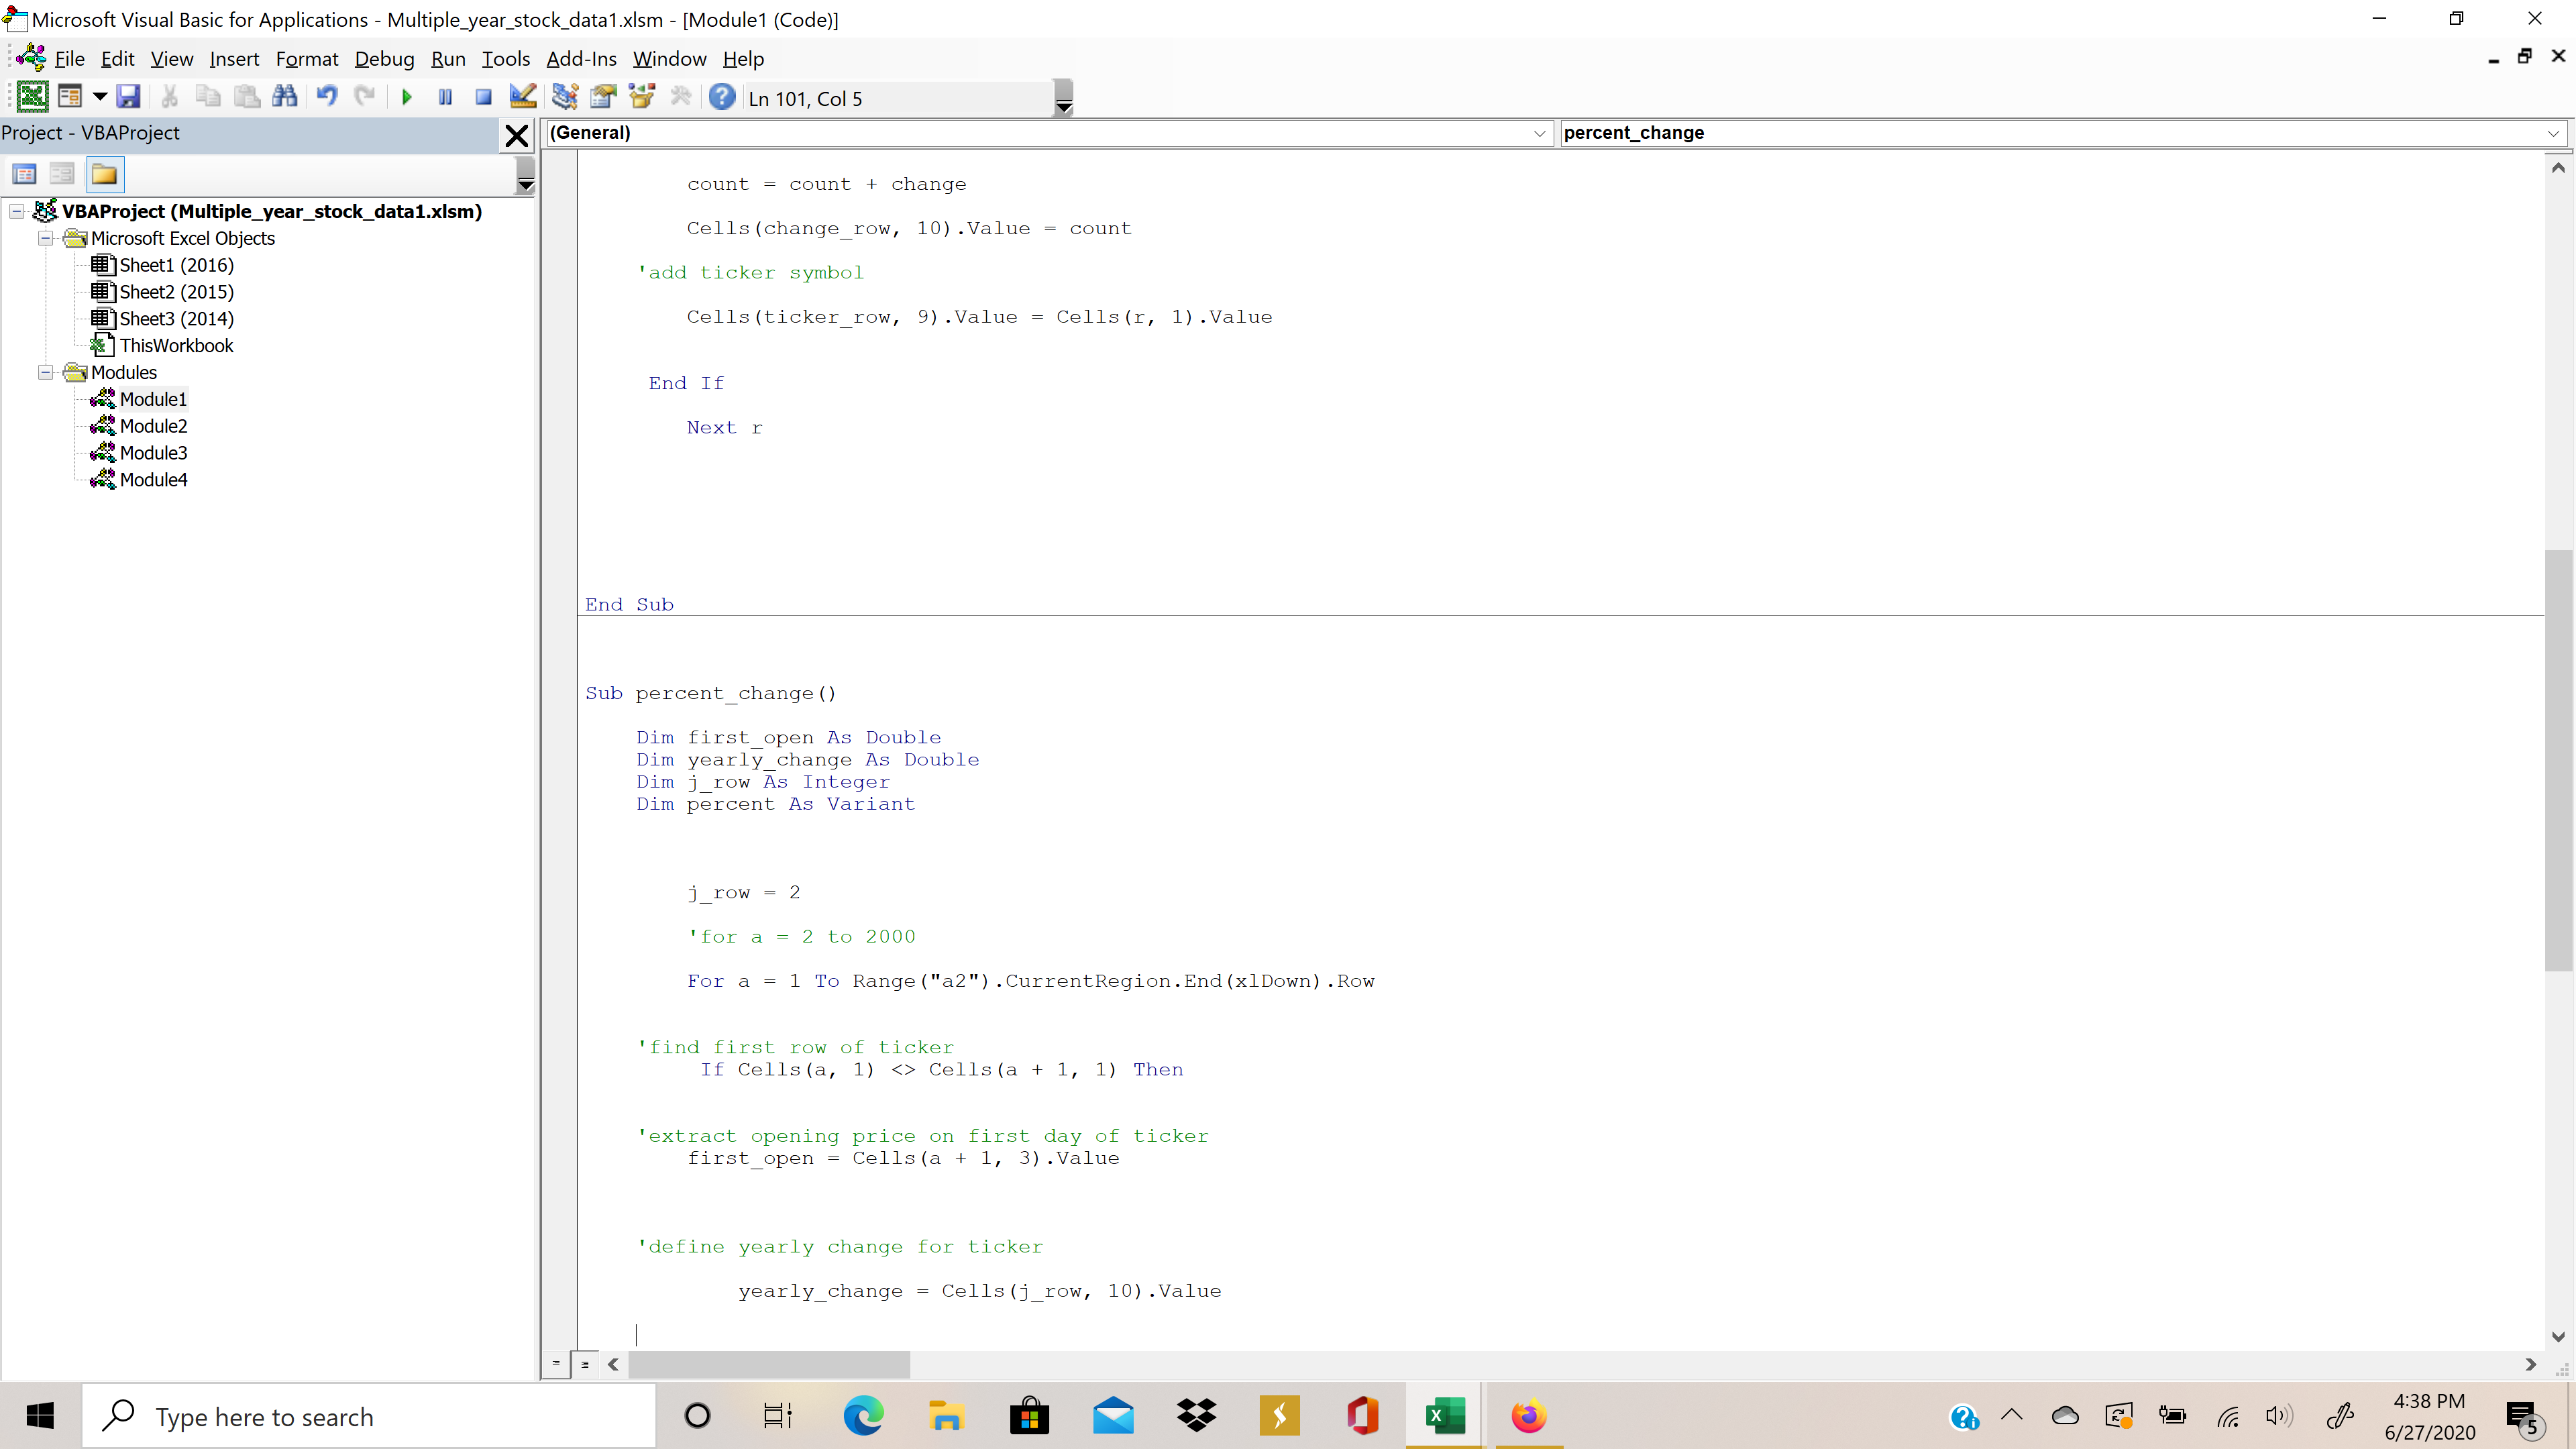 Microsoft Visual Basic for Applications - Multiple_year_stock_data1.xlsm - [Module1 (Code)]
File Edit View Insert Format Debug Run Tools Add-Ins Window Help
Ln 101, Col 5
Project - VBAProject
(General)
percent_change
VBAProject (Multiple_year_stock_data1.xlsm)
Microsoft Excel Objects
Sheet1 (2016)
Sheet2 (2015)
Sheet3 (2014)
ThisWorkbook
Modules
Module1
Module2
Module3
Module4
count = count + change
Cells(change_row, 10).Value = count
'add ticker symbol
Cells(ticker_row, 9).Value = Cells(r, 1).Value
End If
Next r
End Sub
Sub percent_change()
Dim first_open As Double
Dim yearly_change As Double
Dim j_row As Integer
Dim percent As Variant
j_row = 2
'for a = 2 to 2000
For a = 1 To Range("a2").CurrentRegion.End(xlDown).Row
'find first row of ticker
If Cells(a, 1) <> Cells(a + 1, 1) Then
'extract opening price on first day of ticker
first_open = Cells(a + 1, 3).Value
'define yearly change for ticker
yearly_change = Cells(j_row, 10).Value
Type here to search
4:38 PM
6/27/2020
5